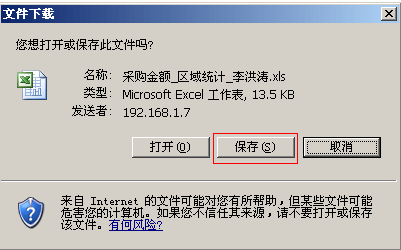 文件下载
您想打开或保存此文件吗?
名称: 采购金额_区域统计_李洪涛.xls
类型: Microsoft Excel 工作表, 13.5 KB
发送者: 192.168.1.7
打开(O) 保存(S) 取消
来自 Internet 的文件可能对您有所帮助，但某些文件可能
危害您的计算机。如果您不信任其来源，请不要打开或保存
该文件。有何风险?